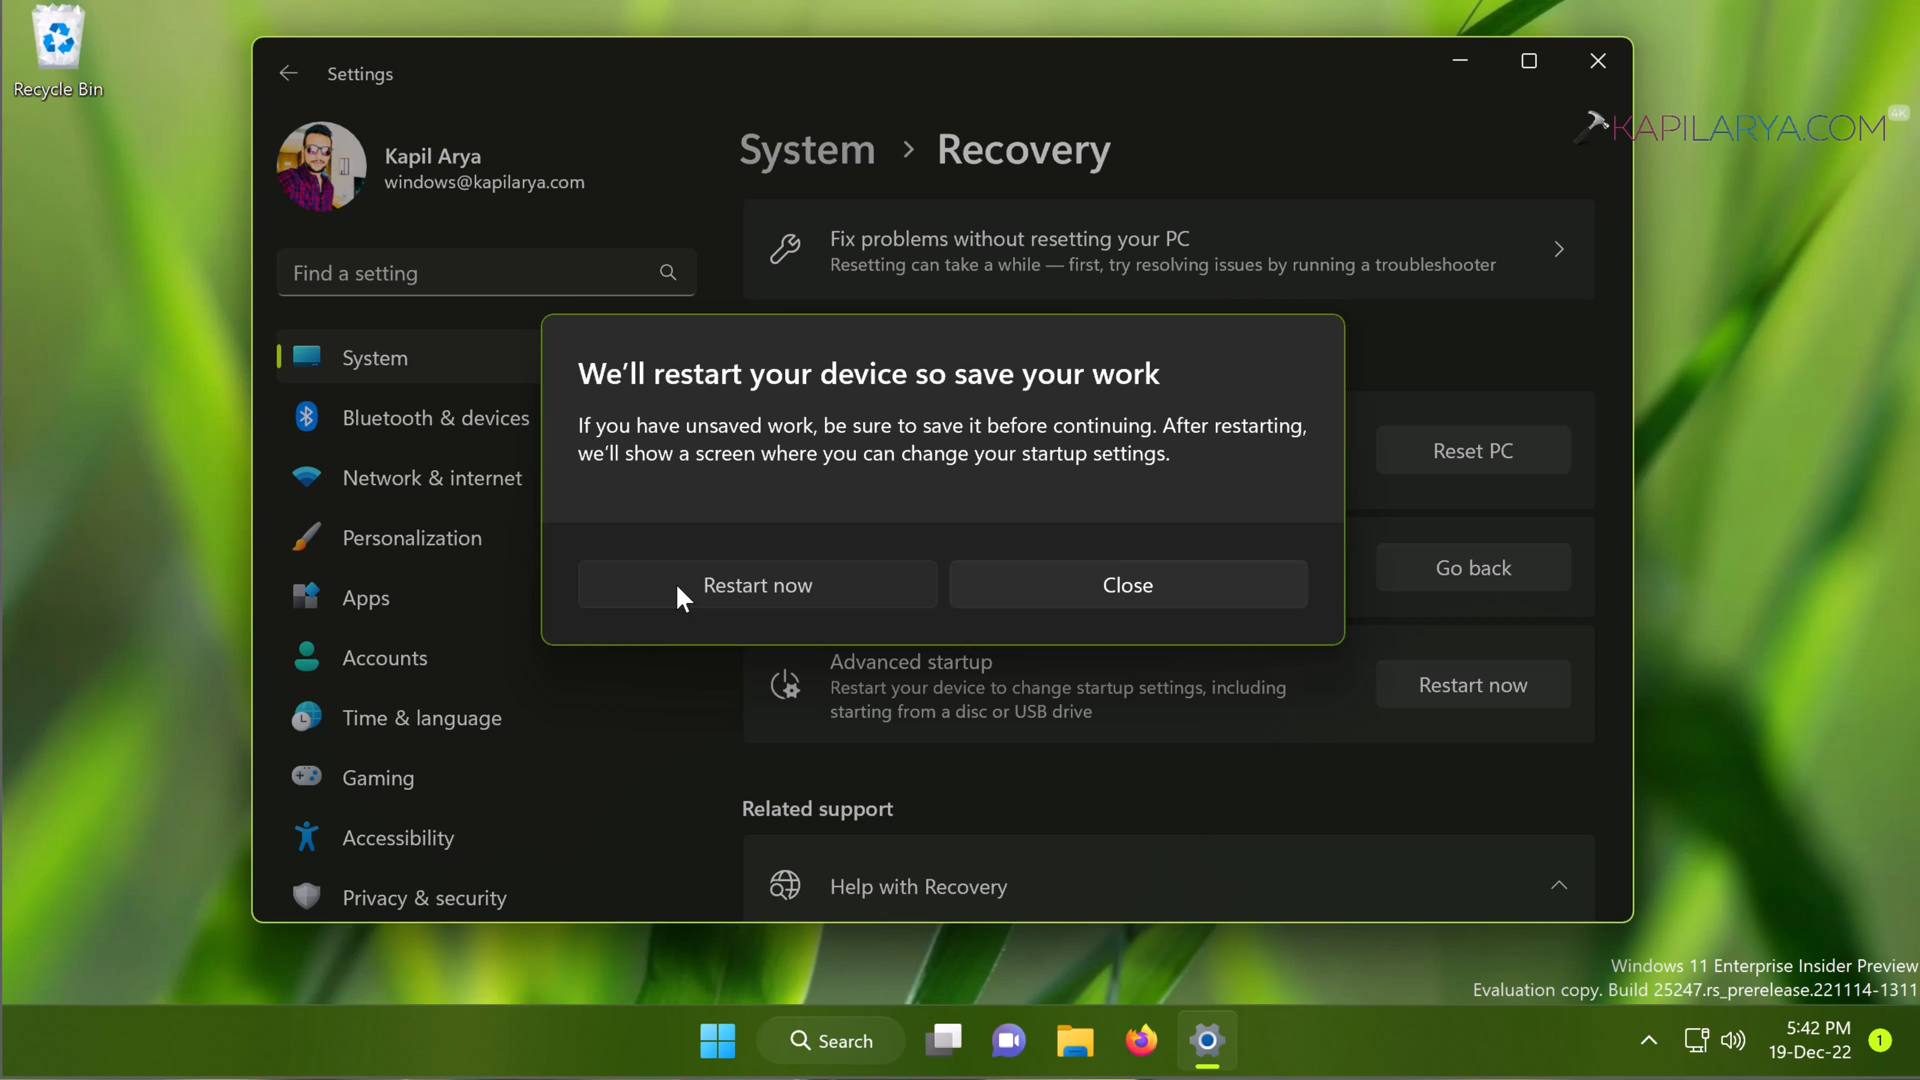 Recycle Bin
Settings
Kapil Arya
windows@kapilarya.com
Find a setting
System
Bluetooth & devices
Network & internet
Personalization
Apps
Accounts
Time & language
Gaming
Accessibility
Privacy & security
System > Recovery
KAPILARYA.COM
4K
Fix problems without resetting your PC
Resetting can take a while — first, try resolving issues by running a troubleshooter
We’ll restart your device so save your work
If you have unsaved work, be sure to save it before continuing. After restarting,
we’ll show a screen where you can change your startup settings.
Restart now
Close
Reset PC
Go back
Advanced startup
Restart your device to change startup settings, including
starting from a disc or USB drive
Restart now
Related support
Help with Recovery
Windows 11 Enterprise Insider Preview
Evaluation copy. Build 25247.rs_prerelease.221114-1311
Search
5:42 PM
19-Dec-22
1